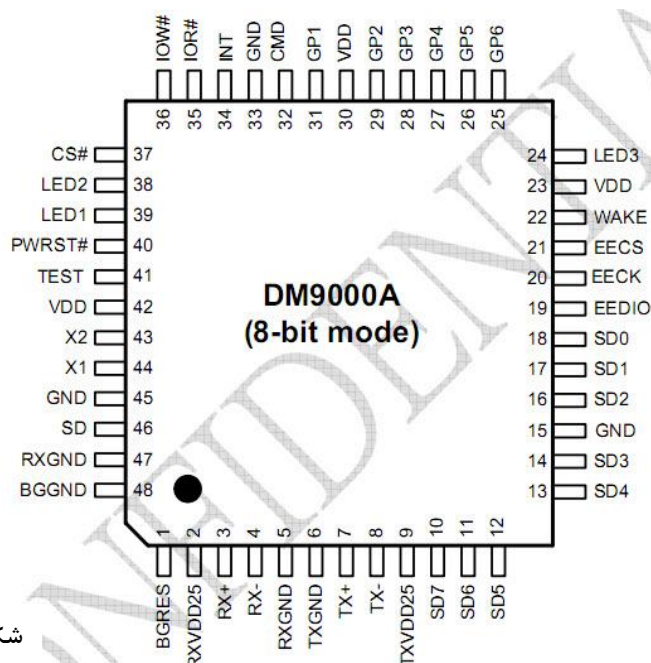 IOW# IOR# INT GND CMD GP1 VDD GP2 GP3 GP4 GP5 GP6
36 35 34 33 32 31 30 29 28 27 26 25
CS# 37
LED2 38
LED1 39
PWRST# 40
TEST 41
VDD 42
X2 43
X1 44
GND 45
SD 46
RXGND 47
BGGND 48
DM9000A
(8-bit mode)
24 LED3
23 VDD
22 WAKE
21 EECS
20 EECK
19 EEDIO
18 SD0
17 SD1
16 SD2
15 GND
14 SD3
13 SD4
1 2 3 4 5 6 7 8 9 10 11 12
BGRES RXVDD25 RX+ RX- RXGND TXGND TX+ TX- TXVDD25 SD7 SD6 SD5